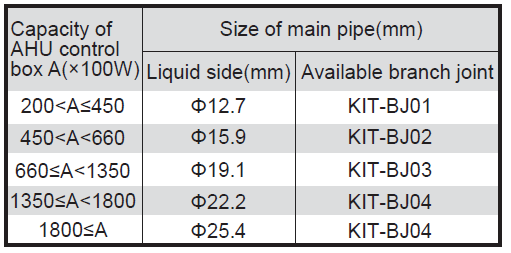 Capacity of
AHU control
box A(×100W)
Size of main pipe(mm)
Liquid side(mm) Available branch joint
200<A≤450 Φ12.7 KIT-BJ01
450<A<660 Φ15.9 KIT-BJ02
660≤A<1350 Φ19.1 KIT-BJ03
1350≤A<1800 Φ22.2 KIT-BJ04
1800≤A Φ25.4 KIT-BJ04